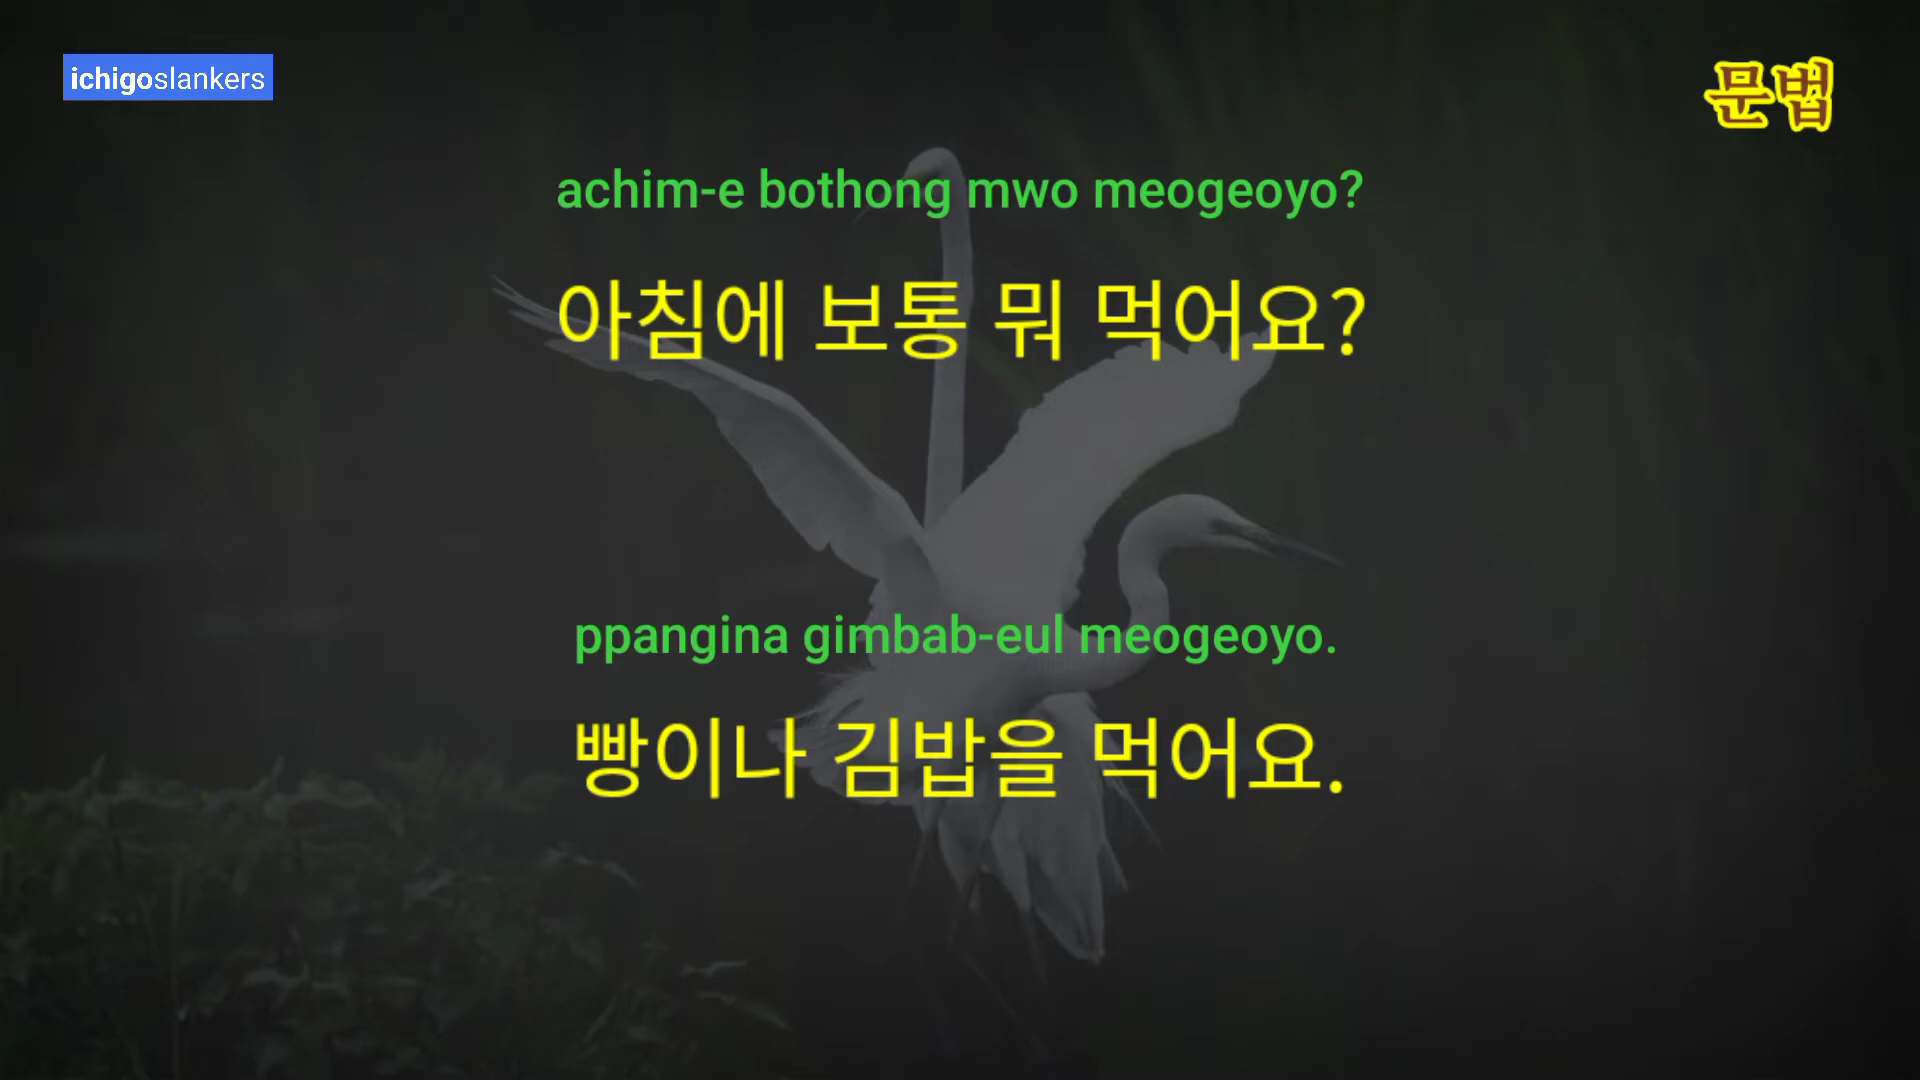 ichigoslankers
문법
achim-e bothong mwo meogeoyo?
아침에 보통 뭐 먹어요?
ppangina gimbab-eul meogeoyo.
빵이나 김밥을 먹어요.